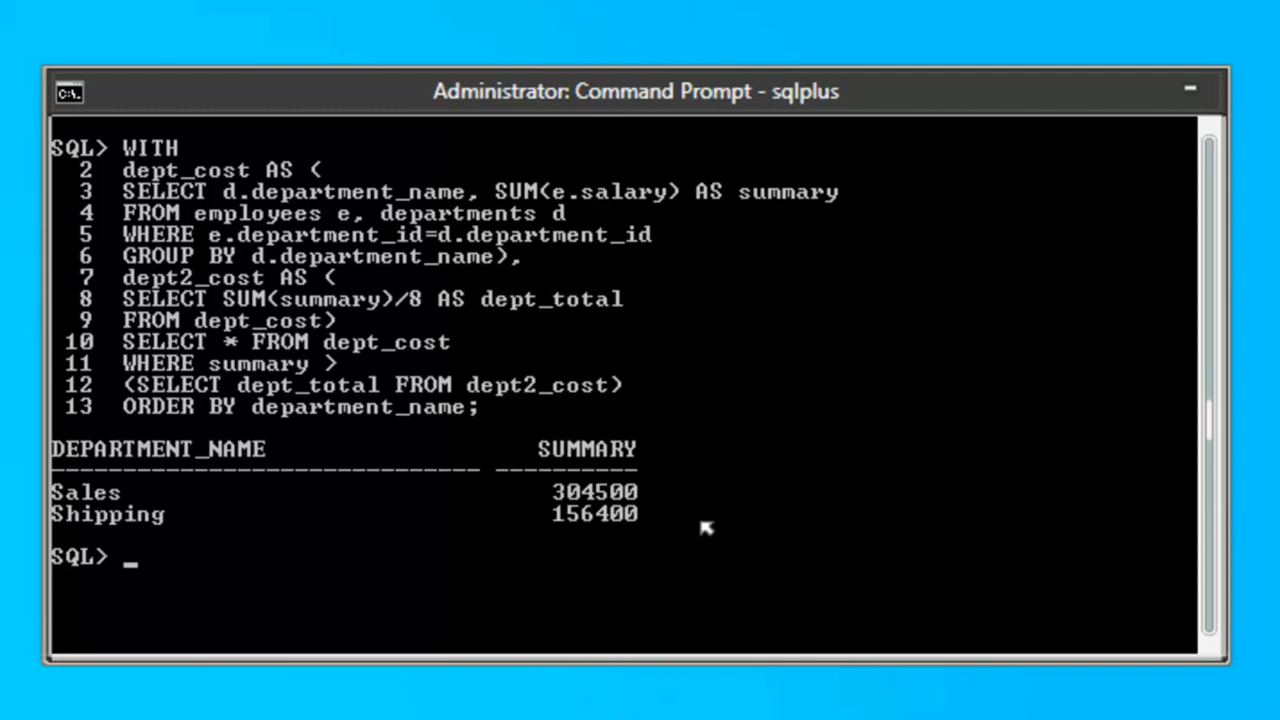 Administrator: Command Prompt - sqlplus
SQL> WITH
2 dept_cost AS (
3 SELECT d.department_name, SUM(e.salary) AS summary
4 FROM employees e, departments d
5 WHERE e.department_id=d.department_id
6 GROUP BY d.department_name),
7 dept2_cost AS (
8 SELECT SUM(summary)/8 AS dept_total
9 FROM dept_cost)
10 SELECT * FROM dept_cost
11 WHERE summary >
12 (SELECT dept_total FROM dept2_cost)
13 ORDER BY department_name;
DEPARTMENT_NAME SUMMARY
------------------------------ ----------
Sales 304500
Shipping 156400
SQL> _